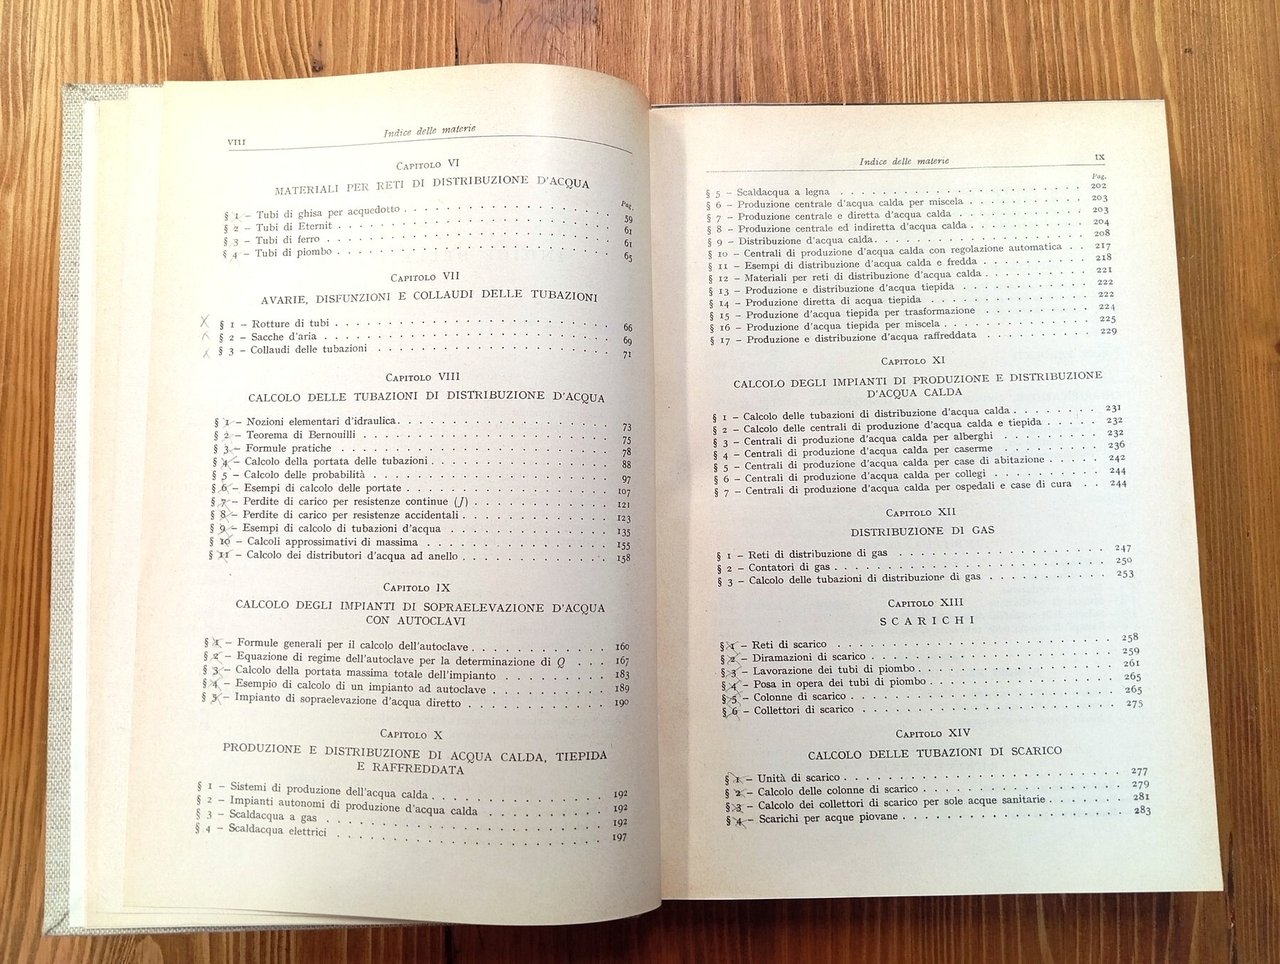 VIII
Indice delle materie
CAPITOLO VI
MATERIALI PER RETI DI DISTRIBUZIONE D'ACQUA
Pag.
§ 1 – Tubi di ghisa per acquedotto . . . . . . . . . . 59
§ 2 – Tubi di Eternit . . . . . . . . . . 61
§ 3 – Tubi di ferro . . . . . . . . . . 61
§ 4 – Tubi di piombo . . . . . . . . . . 65
CAPITOLO VII
AVARIE, DISFUNZIONI E COLLAUDI DELLE TUBAZIONI
§ 1 – Rotture di tubi . . . . . . . . . . 66
§ 2 – Sacche d'aria . . . . . . . . . . 69
§ 3 – Collaudi delle tubazioni . . . . . . . . . . 71
CAPITOLO VIII
CALCOLO DELLE TUBAZIONI DI DISTRIBUZIONE D'ACQUA
§ 1 – Nozioni elementari d'idraulica . . . . . . . . . . 73
§ 2 – Teorema di Bernouilli . . . . . . . . . . 75
§ 3 – Formule pratiche . . . . . . . . . . 78
§ 4 – Calcolo della portata delle tubazioni . . . . . . . . . . 88
§ 5 – Calcolo delle probabilità . . . . . . . . . . 97
§ 6 – Esempi di calcolo delle portate . . . . . . . . . . 107
§ 7 – Perdite di carico per resistenze continue (J) . . . . . . . . . . 121
§ 8 – Perdite di carico per resistenze accidentali . . . . . . . . . . 123
§ 9 – Esempi di calcolo di tubazioni d'acqua . . . . . . . . . . 135
§ 10 – Calcoli approssimativi di massima . . . . . . . . . . 155
§ 11 – Calcolo dei distributori d'acqua ad anello . . . . . . . . . . 158
CAPITOLO IX
CALCOLO DEGLI IMPIANTI DI SOPRAELEVAZIONE D'ACQUA
CON AUTOCLAVI
§ 1 – Formule generali per il calcolo dell'autoclave . . . . . . . . . . 160
§ 2 – Equazione di regime dell'autoclave per la determinazione di Q . . . 167
§ 3 – Calcolo della portata massima totale dell'impianto . . . . . . . . . . 183
§ 4 – Esempio di calcolo di un impianto ad autoclave . . . . . . . . . . 189
§ 5 – Impianto di sopraelevazione d'acqua diretto . . . . . . . . . . 190
CAPITOLO X
PRODUZIONE E DISTRIBUZIONE DI ACQUA CALDA, TIEPIDA
E RAFFREDDATA
§ 1 – Sistemi di produzione dell'acqua calda . . . . . . . . . . 192
§ 2 – Impianti autonomi di produzione d'acqua calda . . . . . . . . . . 192
§ 3 – Scaldacqua a gas . . . . . . . . . . 192
§ 4 – Scaldacqua elettrici . . . . . . . . . . 197
Indice delle materie
IX
Pag.
§ 5 – Scaldacqua a legna . . . . . . . . . . 202
§ 6 – Produzione centrale d'acqua calda per miscela . . . . . . . . . . 203
§ 7 – Produzione centrale e diretta d'acqua calda . . . . . . . . . . 203
§ 8 – Produzione centrale ed indiretta d'acqua calda . . . . . . . . . . 204
§ 9 – Distribuzione d'acqua calda . . . . . . . . . . 208
§ 10 – Centrali di produzione d'acqua calda con regolazione automatica . . 217
§ 11 – Esempi di distribuzione d'acqua calda e fredda . . . . . . . . . . 218
§ 12 – Materiali per reti di distribuzione d'acqua calda . . . . . . . . . . 221
§ 13 – Produzione e distribuzione d'acqua tiepida . . . . . . . . . . 222
§ 14 – Produzione diretta di acqua tiepida . . . . . . . . . . 222
§ 15 – Produzione d'acqua tiepida per trasformazione . . . . . . . . . . 224
§ 16 – Produzione d'acqua tiepida per miscela . . . . . . . . . . 225
§ 17 – Produzione e distribuzione d'acqua raffreddata . . . . . . . . . . 229
CAPITOLO XI
CALCOLO DEGLI IMPIANTI DI PRODUZIONE E DISTRIBUZIONE
D'ACQUA CALDA
§ 1 – Calcolo delle tubazioni di distribuzione d'acqua calda . . . . . . . . . . 231
§ 2 – Calcolo delle centrali di produzione d'acqua calda e tiepida . . . . . 232
§ 3 – Centrali di produzione d'acqua calda per alberghi . . . . . . . . . . 232
§ 4 – Centrali di produzione d'acqua calda per caserme . . . . . . . . . . 236
§ 5 – Centrali di produzione d'acqua calda per case di abitazione . . . . . 242
§ 6 – Centrali di produzione d'acqua calda per collegi . . . . . . . . . . 244
§ 7 – Centrali di produzione d'acqua calda per ospedali e case di cura . . 244
CAPITOLO XII
DISTRIBUZIONE DI GAS
§ 1 – Reti di distribuzione di gas . . . . . . . . . . 247
§ 2 – Contatori di gas . . . . . . . . . . 250
§ 3 – Calcolo delle tubazioni di distribuzione di gas . . . . . . . . . . 253
CAPITOLO XIII
SCARICHI
§ 1 – Reti di scarico . . . . . . . . . . 258
§ 2 – Diramazioni di scarico . . . . . . . . . . 259
§ 3 – Lavorazione dei tubi di piombo . . . . . . . . . . 261
§ 4 – Posa in opera dei tubi di piombo . . . . . . . . . . 265
§ 5 – Colonne di scarico . . . . . . . . . . 265
§ 6 – Collettori di scarico . . . . . . . . . . 275
CAPITOLO XIV
CALCOLO DELLE TUBAZIONI DI SCARICO
§ 1 – Unità di scarico . . . . . . . . . . 277
§ 2 – Calcolo delle colonne di scarico . . . . . . . . . . 279
§ 3 – Calcolo dei collettori di scarico per sole acque sanitarie . . . . . . . 281
§ 4 – Scarichi per acque piovane . . . . . . . . . . 283